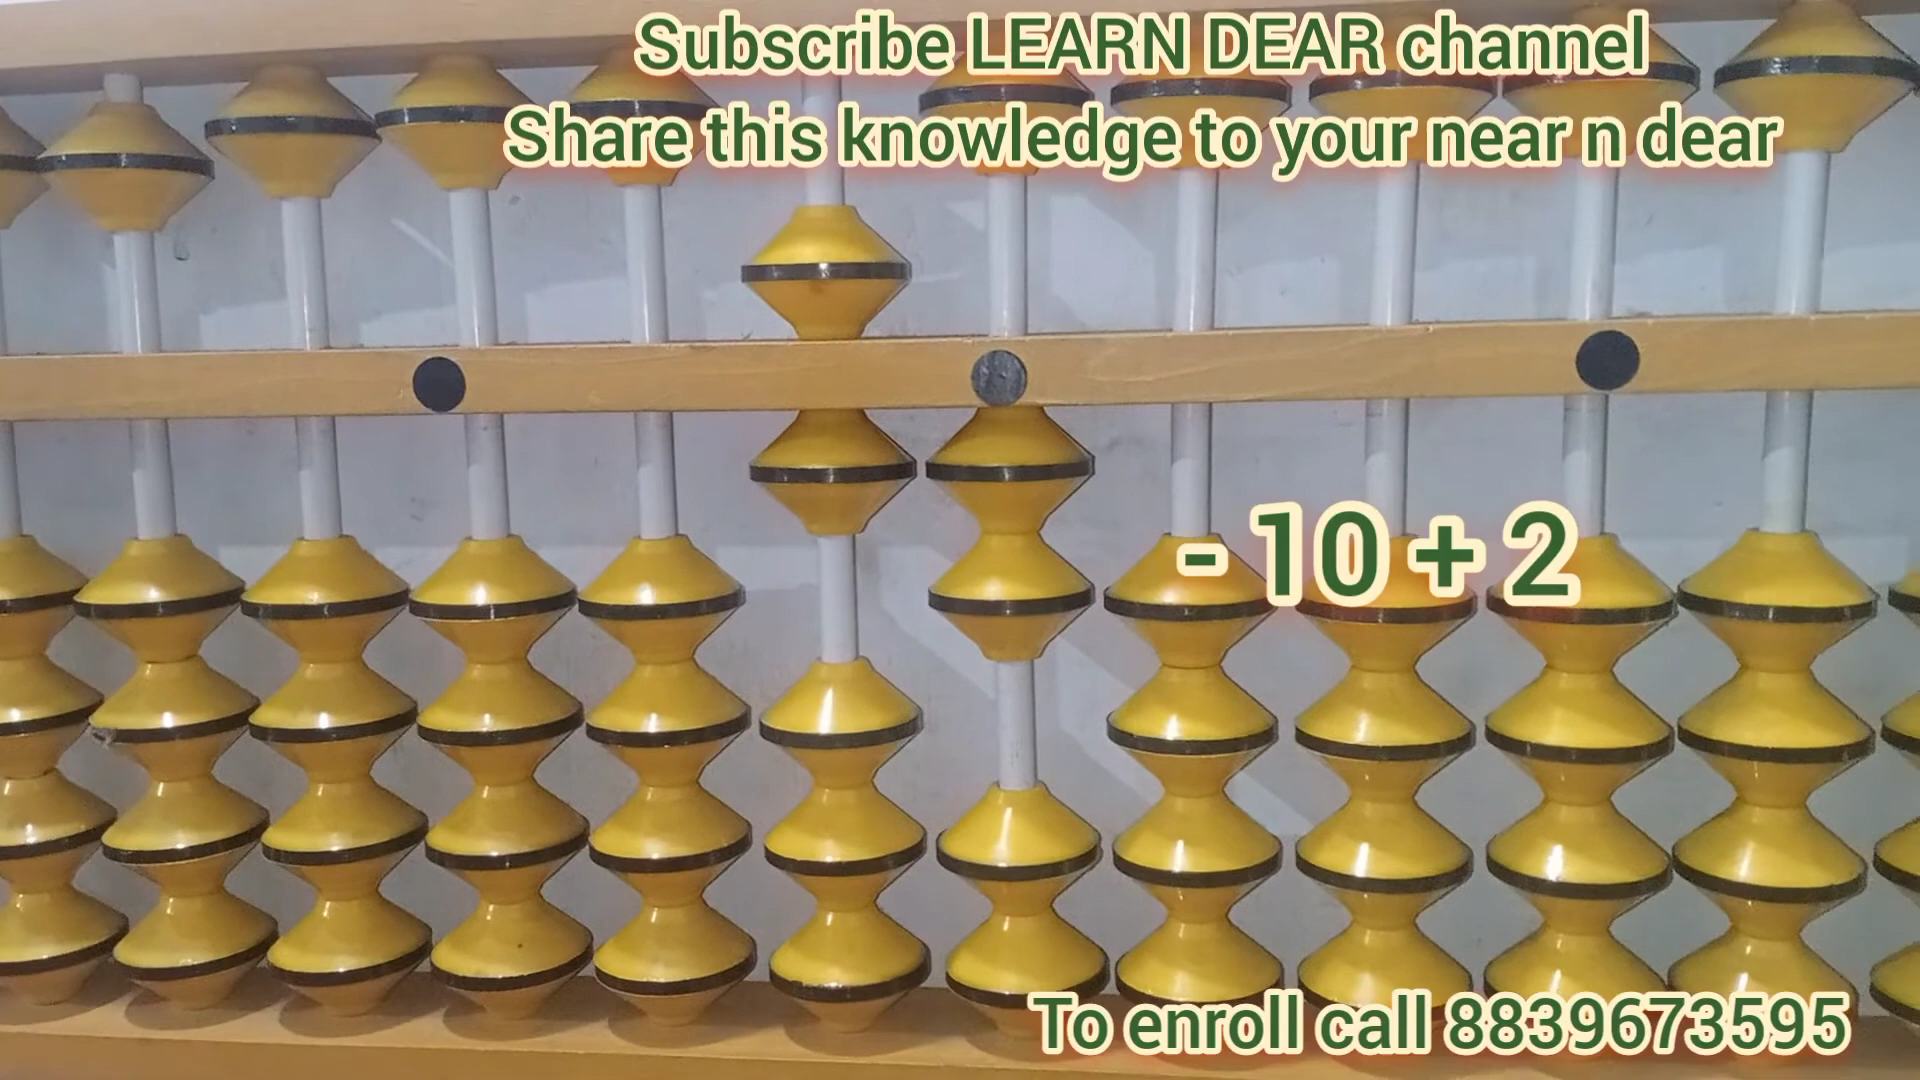 Subscribe LEARN DEAR channel
Share this knowledge to your near n dear
- 10 + 2
To enroll call 8839673595